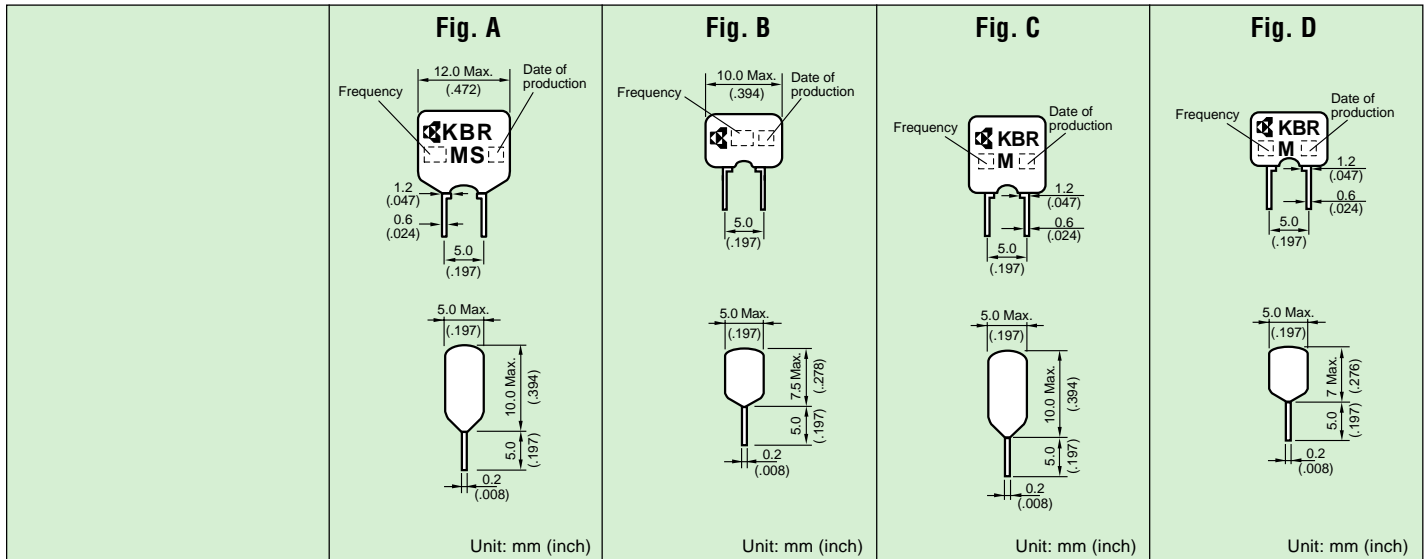 Fig. A
12.0 Max.
(.472)
Date of
production
Frequency
KBR
MS
1.2
(.047)
0.6
(.024)
5.0
(.197)
5.0 Max.
(.197)
10.0 Max.
(.394)
5.0
(.197)
0.2
(.008)
Unit: mm (inch)
Fig. B
10.0 Max.
(.394)
Date of
production
Frequency
5.0
(.197)
5.0 Max.
(.197)
7.5 Max.
(.278)
5.0
(.197)
0.2
(.008)
Unit: mm (inch)
Fig. C
Date of
production
Frequency
KBR
M
1.2
(.047)
0.6
(.024)
5.0
(.197)
5.0 Max.
(.197)
10.0 Max.
(.394)
5.0
(.197)
0.2
(.008)
Unit: mm (inch)
Fig. D
Date of
production
Frequency
KBR
M
1.2
(.047)
0.6
(.024)
5.0
(.197)
5.0 Max.
(.197)
7 Max.
(.276)
5.0
(.197)
0.2
(.008)
Unit: mm (inch)